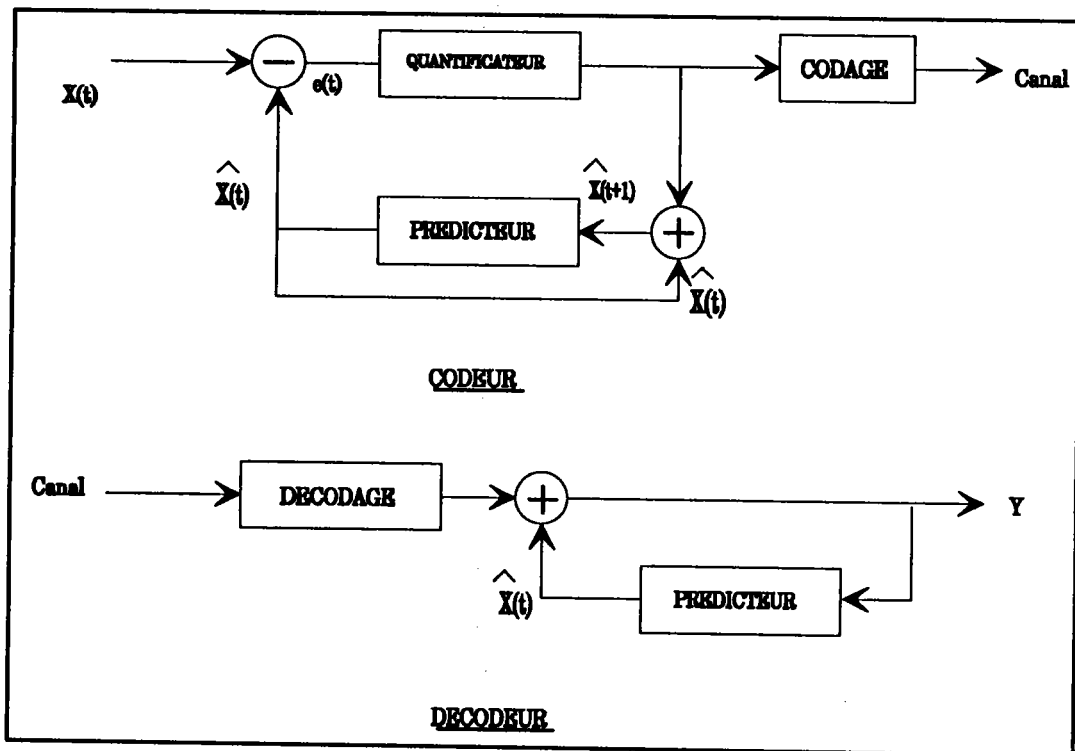 X(t)
−
e(t)
QUANTIFICATEUR
CODAGE
Canal
X̂(t)
PREDICTEUR
X̂(t+1)
+
X̂(t)
CODEUR
Canal
DECODAGE
+
Y
X̂(t)
PREDICTEUR
DECODEUR